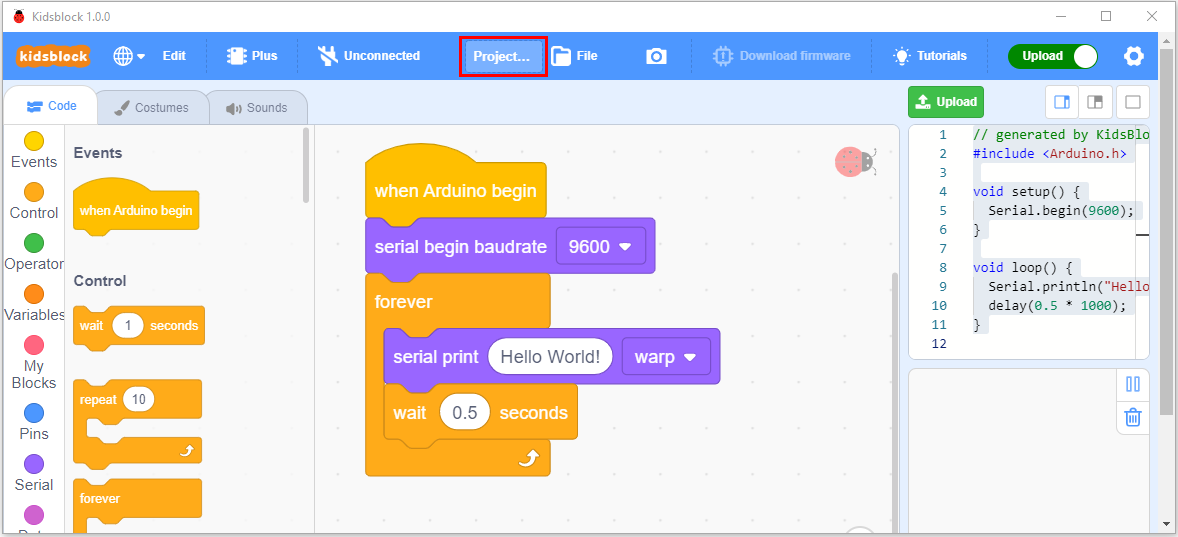 Kidsblock 1.0.0
kidsblock
Edit
Plus
Unconnected
Project...
File
Download firmware
Tutorials
Upload
Code
Costumes
Sounds
Upload
Events
Control
Operator
Variables
My
Blocks
Pins
Serial
Events
when Arduino begin
Control
wait 1 seconds
repeat 10
forever
when Arduino begin
serial begin baudrate 9600
forever
serial print Hello World! warp
wait 0.5 seconds
1 // generated by KidsBlo
2 #include <Arduino.h>
3
4 void setup() {
5 Serial.begin(9600);
6 }
7
8 void loop() {
9 Serial.println("Hello
10 delay(0.5 * 1000);
11 }
12